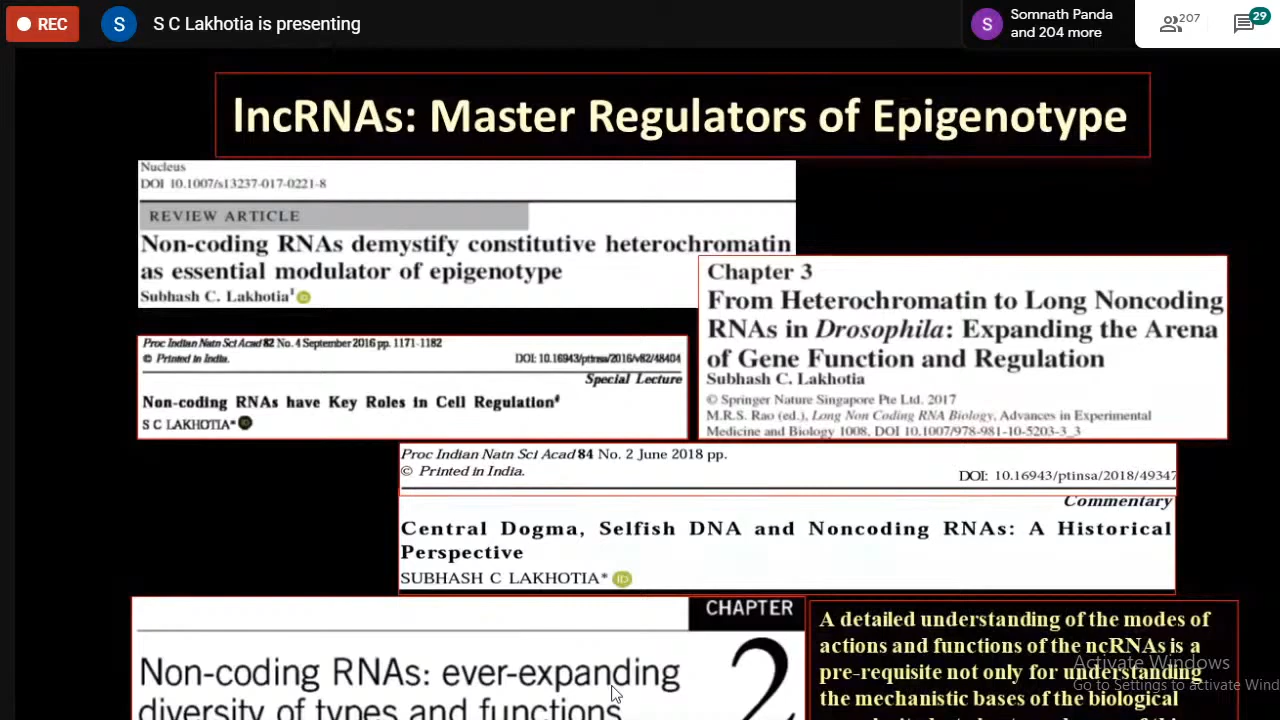 REC
S
S C Lakhotia is presenting
S
Somnath Panda
and 204 more
207
29
lncRNAs: Master Regulators of Epigenotype
Nucleus
DOI 10.1007/s13237-017-0221-8
REVIEW ARTICLE
Non-coding RNAs demystify constitutive heterochromatin
as essential modulator of epigenotype
Subhash C. Lakhotia¹ iD
Chapter 3
From Heterochromatin to Long Noncoding
RNAs in Drosophila: Expanding the Arena
of Gene Function and Regulation
Subhash C. Lakhotia
© Springer Nature Singapore Pte Ltd. 2017
M.R.S. Rao (ed.), Long Non Coding RNA Biology, Advances in Experimental
Medicine and Biology 1008, DOI 10.1007/978-981-10-5203-3_3
Proc Indian Natn Sci Acad 82 No. 4 September 2016 pp. 1171-1182
© Printed in India.
DOI: 10.16943/ptinsa/2016/v82/48404
Special Lecture
Non-coding RNAs have Key Roles in Cell Regulation#
S C LAKHOTIA*
Proc Indian Natn Sci Acad 84 No. 2 June 2018 pp.
© Printed in India.
DOI: 10.16943/ptinsa/2018/49347
Commentary
Central Dogma, Selfish DNA and Noncoding RNAs: A Historical
Perspective
SUBHASH C LAKHOTIA* iD
CHAPTER
2
Non-coding RNAs: ever-expanding
diversity of types and functions
A detailed understanding of the modes of
actions and functions of the ncRNAs is a
pre-requisite not only for understanding
the mechanistic bases of the biological
Activate Windows
Go to Settings to activate Wind